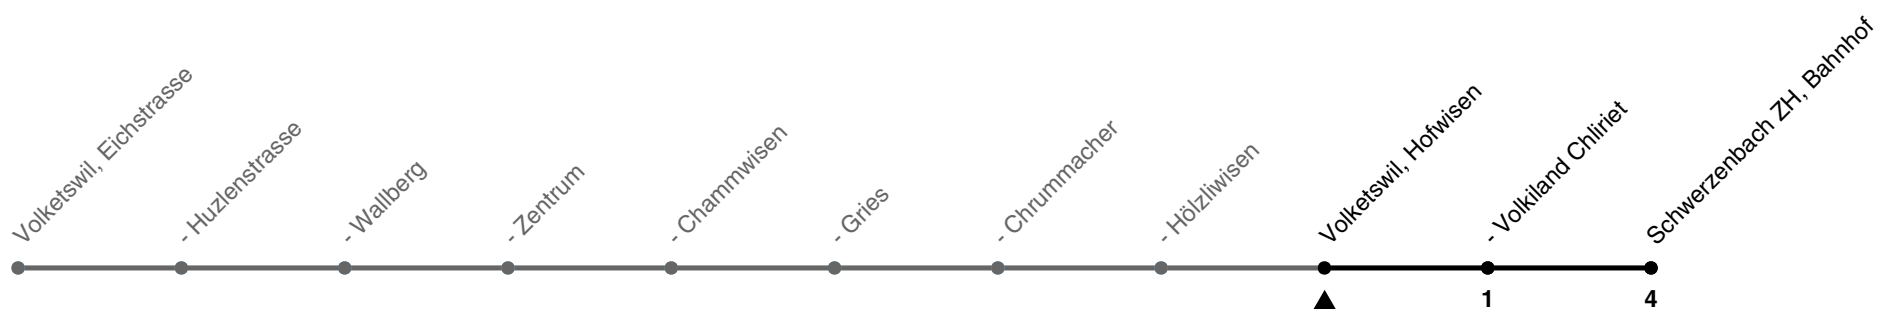 Volketswil, Eichstrasse
- Huzlenstrasse
- Wallberg
- Zentrum
- Chammwisen
- Gries
- Chrummacher
- Hölzliwisen
Volketswil, Hofwisen
- Volkiland Chliriet
Schwerzenbach ZH, Bahnhof
1
4